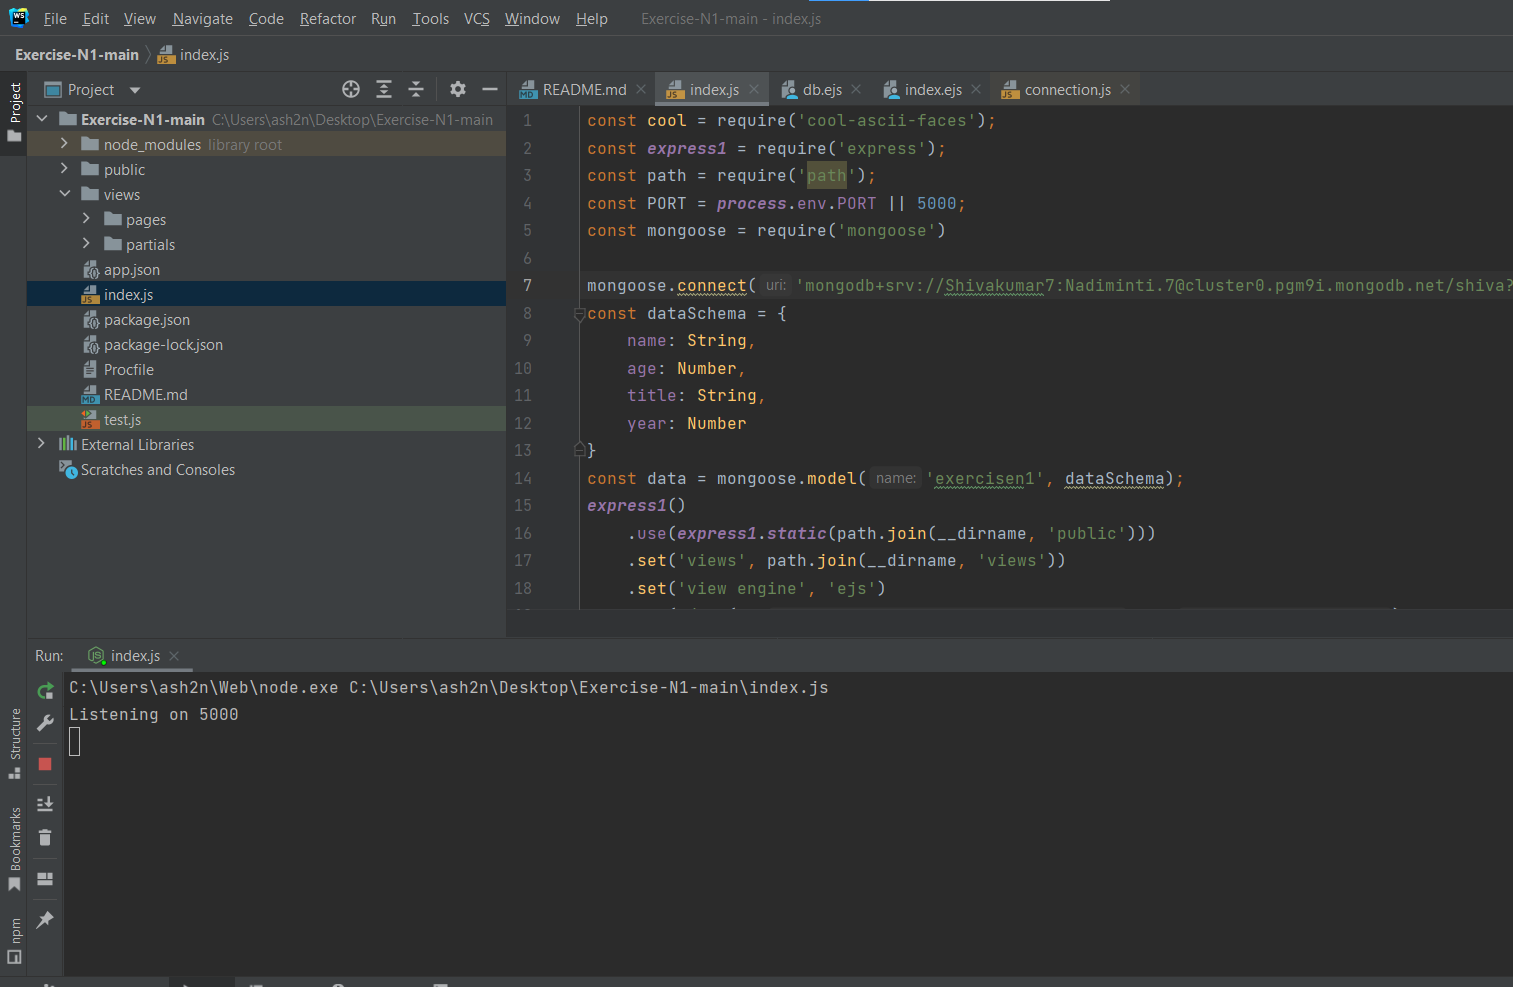 File Edit View Navigate Code Refactor Run Tools VCS Window Help Exercise-N1-main - index.js
Exercise-N1-main index.js
Project
README.md index.js db.ejs index.ejs connection.js
Project
Exercise-N1-main C:\Users\ash2n\Desktop\Exercise-N1-main
node_modules library root
public
views
pages
partials
app.json
index.js
package.json
package-lock.json
Procfile
README.md
test.js
External Libraries
Scratches and Consoles
1 const cool = require('cool-ascii-faces');
2 const express1 = require('express');
3 const path = require('path');
4 const PORT = process.env.PORT || 5000;
5 const mongoose = require('mongoose')
6
7 mongoose.connect( uri: 'mongodb+srv://Shivakumar7:Nadiminti.7@cluster0.pgm9i.mongodb.net/shiva?
8 const dataSchema = {
9 name: String,
10 age: Number,
11 title: String,
12 year: Number
13 }
14 const data = mongoose.model( name: 'exercisen1', dataSchema);
15 express1()
16 .use(express1.static(path.join(__dirname, 'public')))
17 .set('views', path.join(__dirname, 'views'))
18 .set('view engine', 'ejs')
Run: index.js
C:\Users\ash2n\Web\node.exe C:\Users\ash2n\Desktop\Exercise-N1-main\index.js
Listening on 5000
Structure
Bookmarks
npm